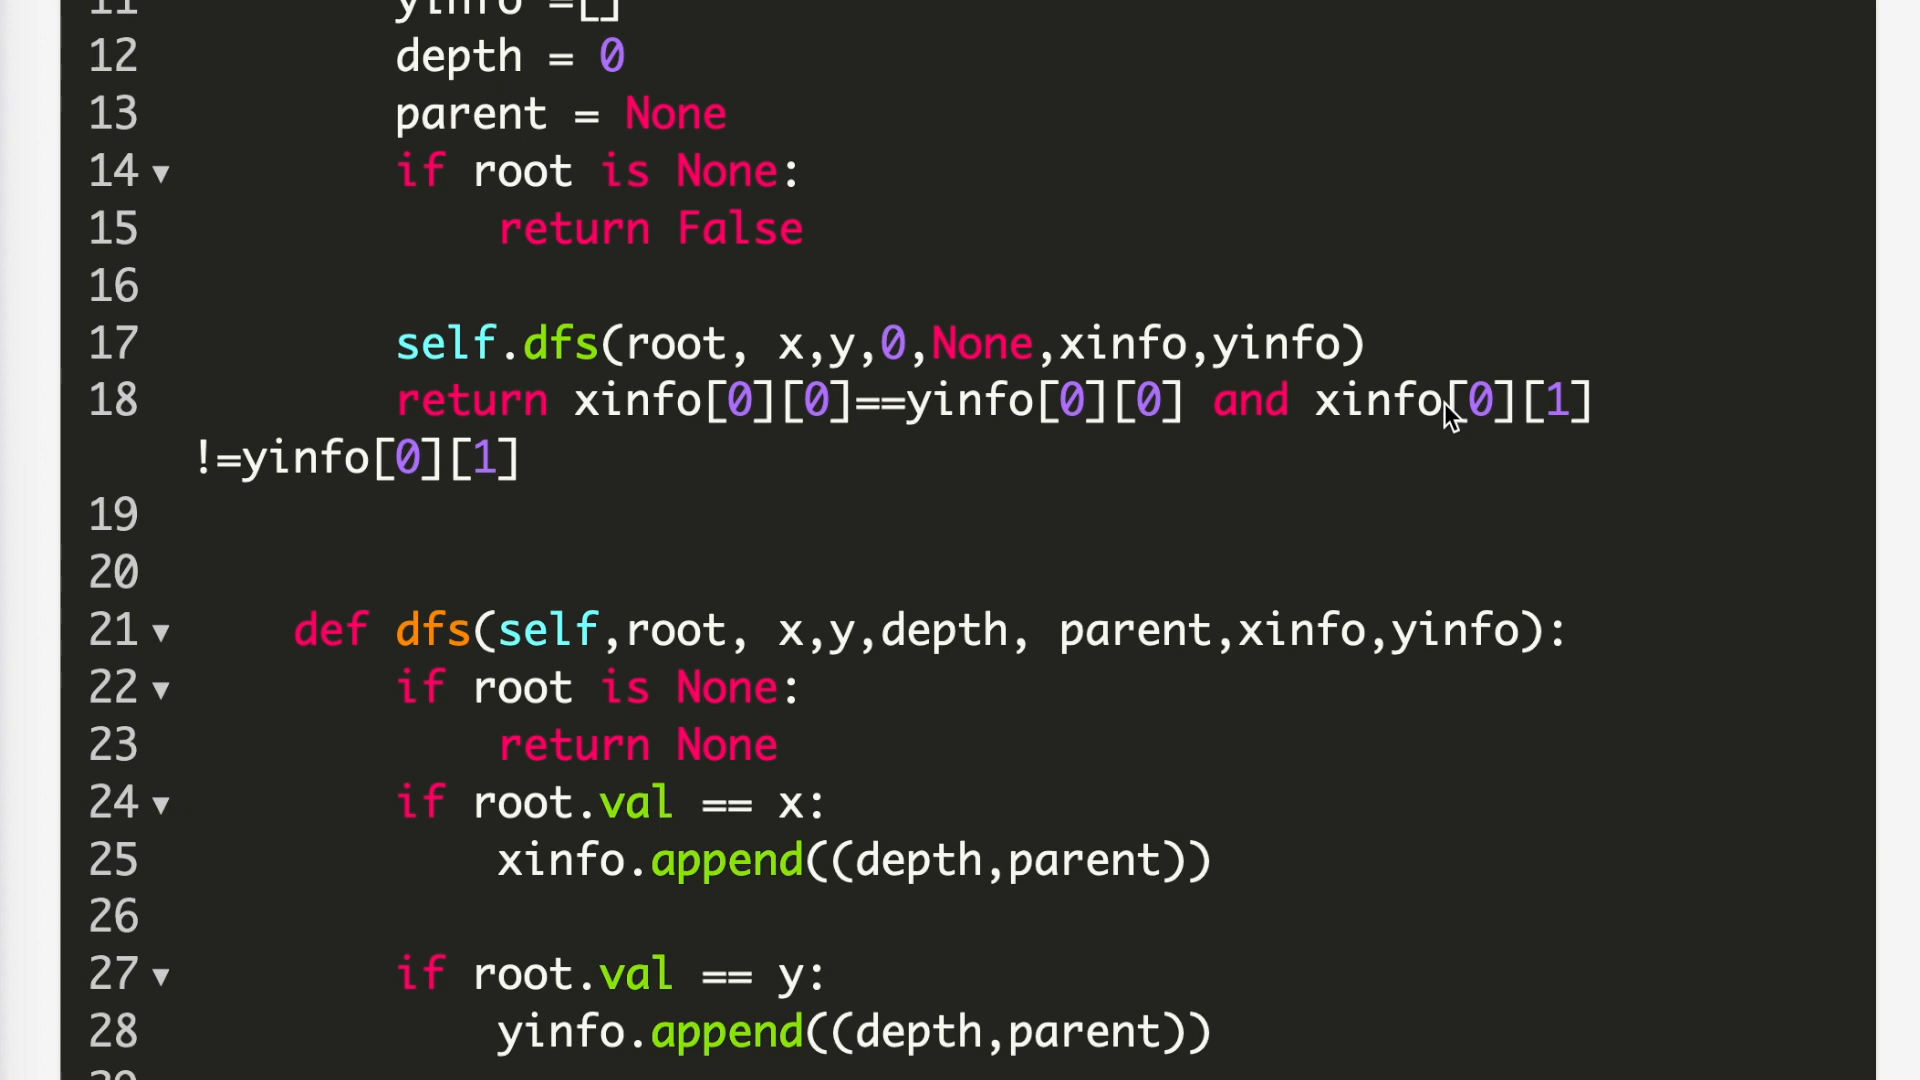 11 yinfo =[]
12 depth = 0
13 parent = None
14 if root is None:
15 return False
16
17 self.dfs(root, x,y,0,None,xinfo,yinfo)
18 return xinfo[0][0]==yinfo[0][0] and xinfo[0][1]
!=yinfo[0][1]
19
20
21 def dfs(self,root, x,y,depth, parent,xinfo,yinfo):
22 if root is None:
23 return None
24 if root.val == x:
25 xinfo.append((depth,parent))
26
27 if root.val == y:
28 yinfo.append((depth,parent))